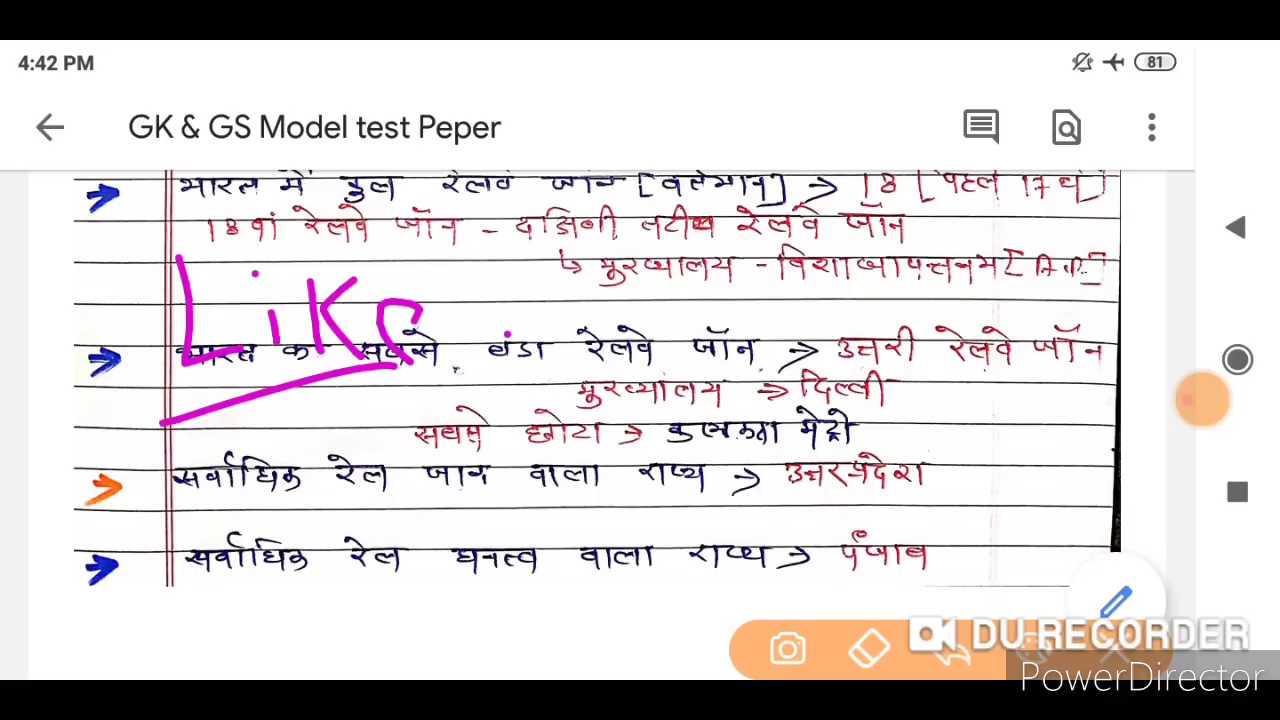 4:42 PM
81
GK & GS Model test Peper
भारत में कुल रेलवे जॉन [वर्तमान] → 18 [पहले 17 थे]
18 वां रेलवे जॉन - दक्षिणी तटीय रेलवे जॉन
↳ मुख्यालय - विशाखापत्तनम [A.P.]
Like
भारत का सबसे बंडा रेलवे जॉन → उत्तरी रेलवे जॉन
मुख्यालय → दिल्ली
सबसे छोटा → कलकत्ता मेट्रो
सर्वाधिक रेल जान वाला राज्य → उत्तरप्रदेश
सर्वाधिक रेल घनत्व वाला राज्य → पंजाब
DU RECORDER
PowerDirector